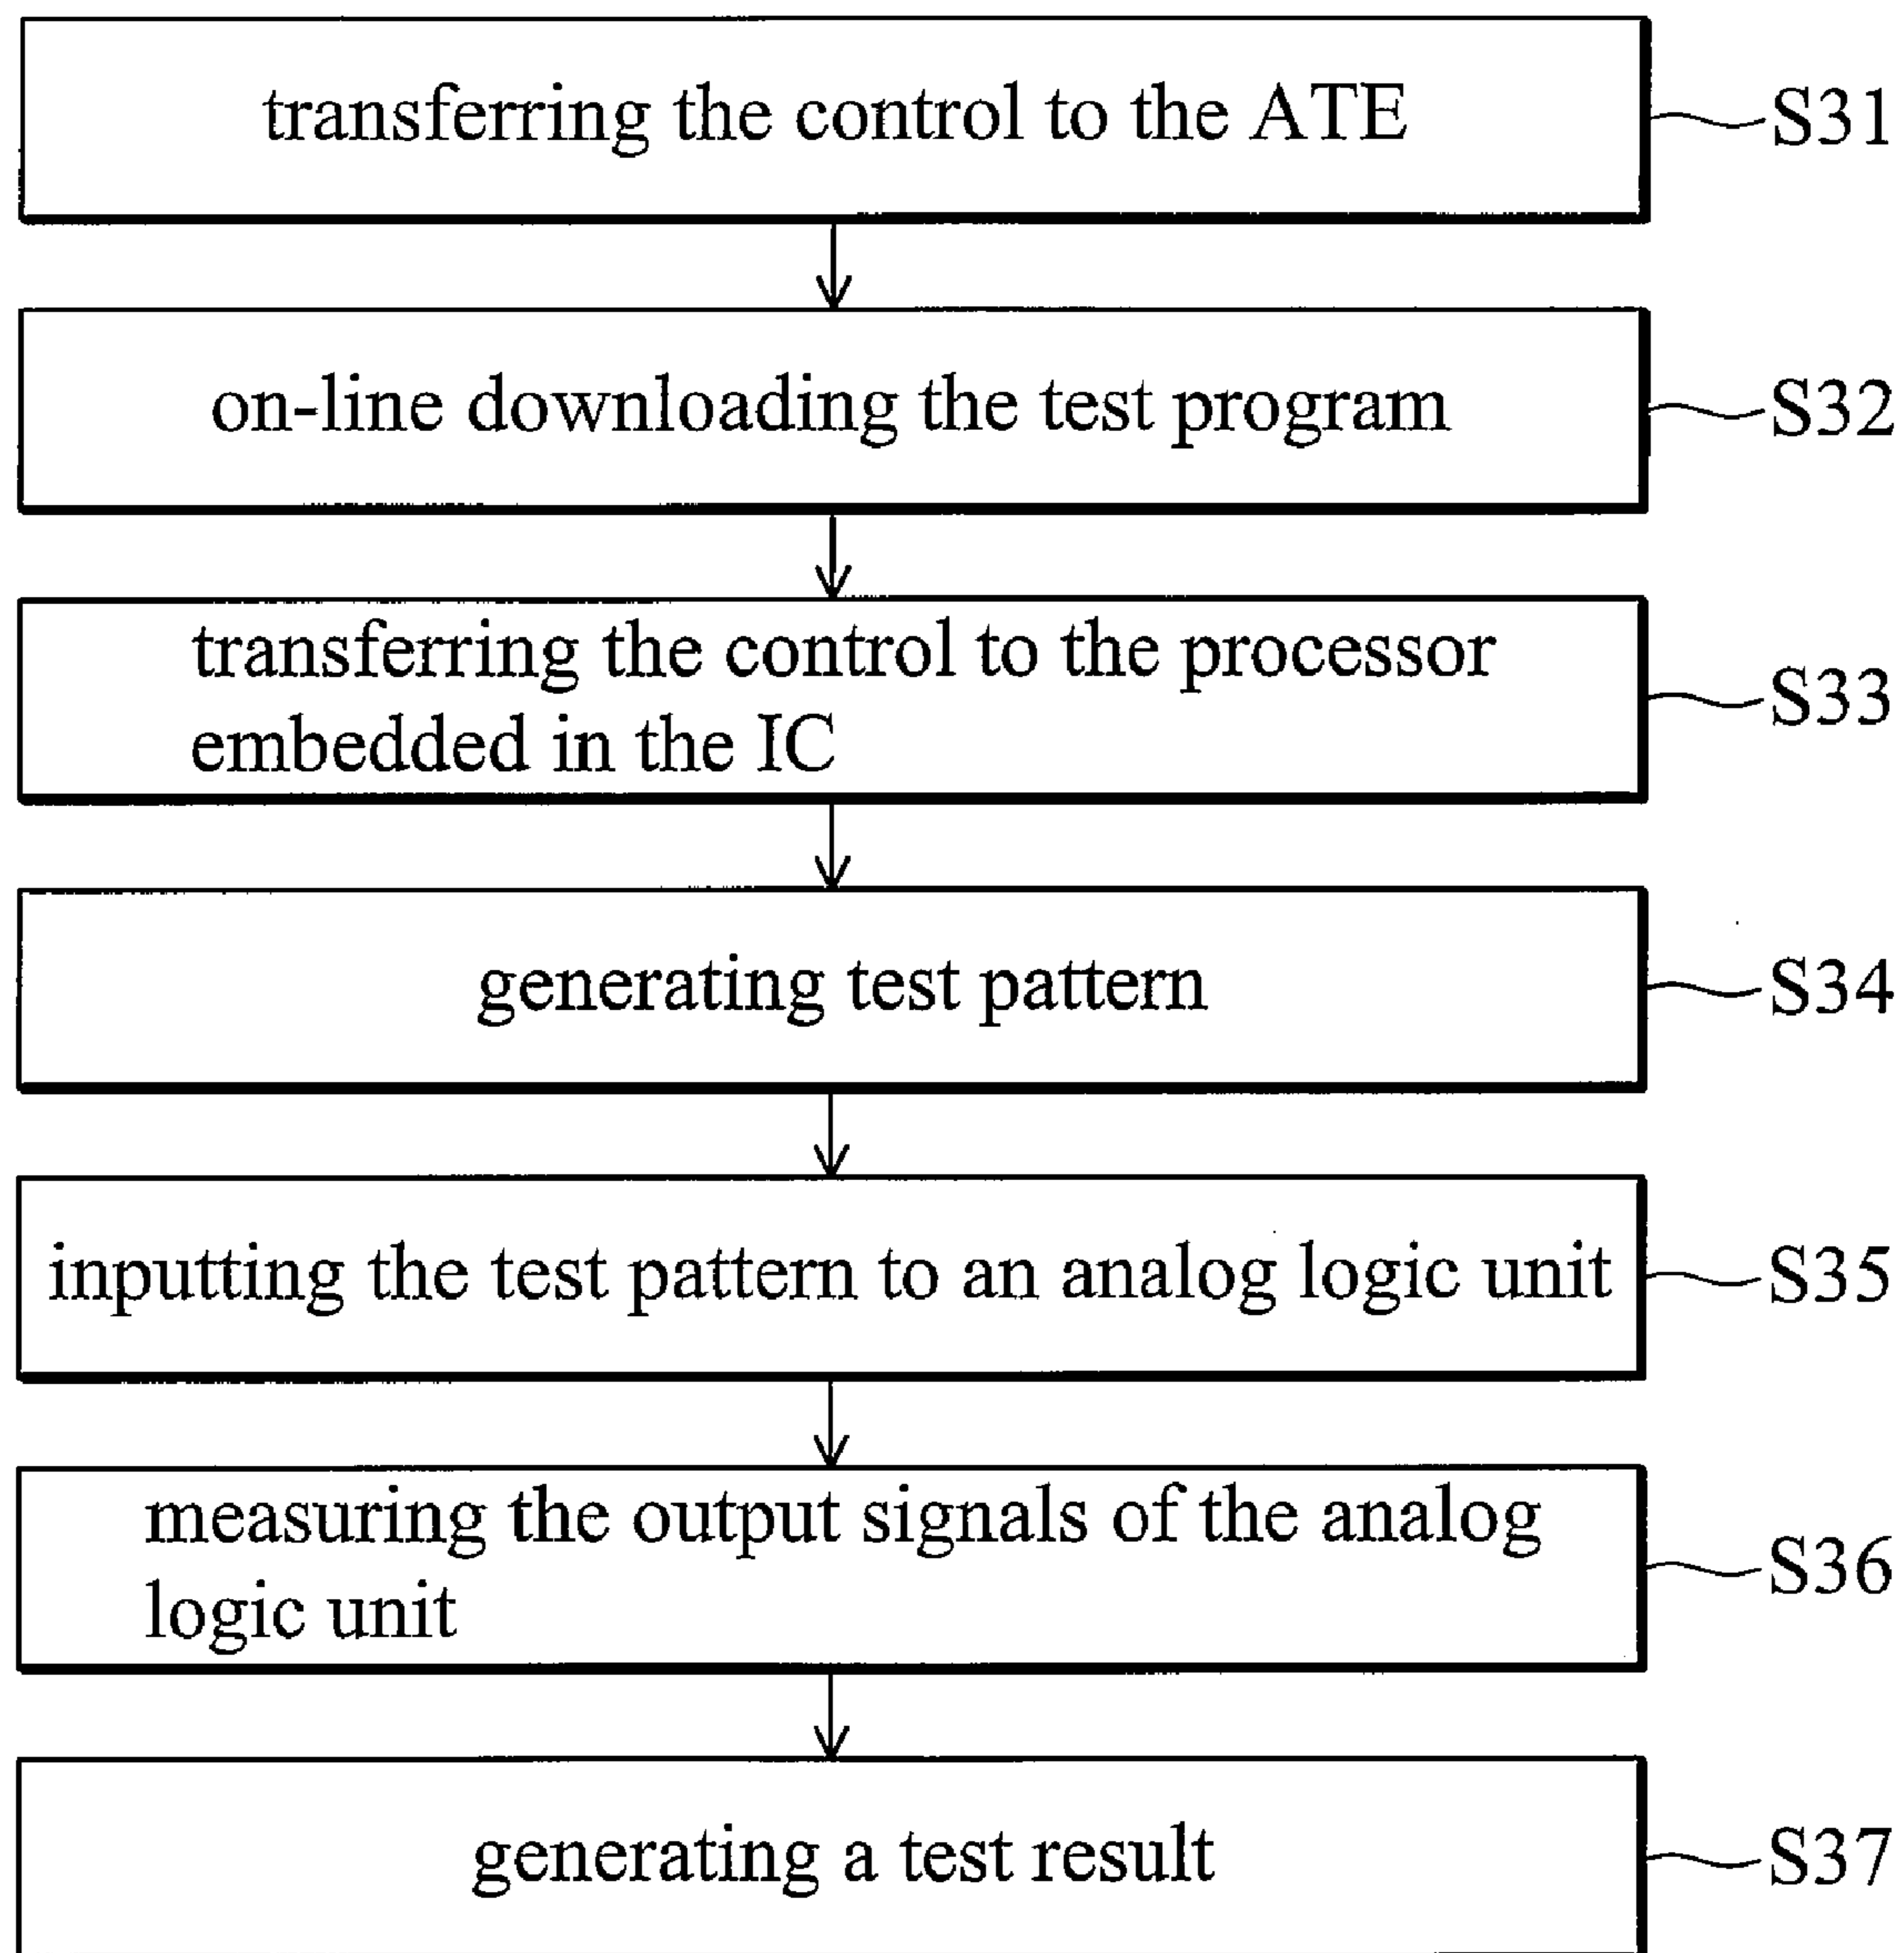 transferring the control to the ATE
S31
on-line downloading the test program
S32
transferring the control to the processor
embedded in the IC
S33
generating test pattern
S34
inputting the test pattern to an analog logic unit
S35
measuring the output signals of the analog
logic unit
S36
generating a test result
S37